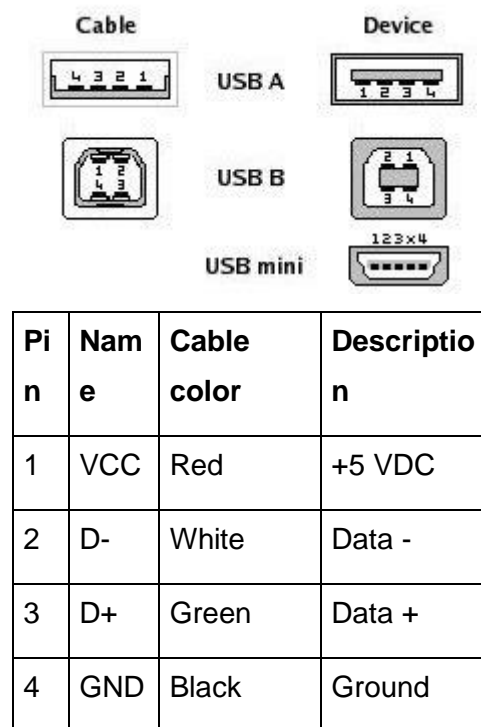 Cable Device
4 3 2 1 USB A 1 2 3 4
1 2 USB B 2 1
4 3 3 4
123x4
USB mini
Pi Nam Cable Descriptio
n e color n
1 VCC Red +5 VDC
2 D- White Data -
3 D+ Green Data +
4 GND Black Ground